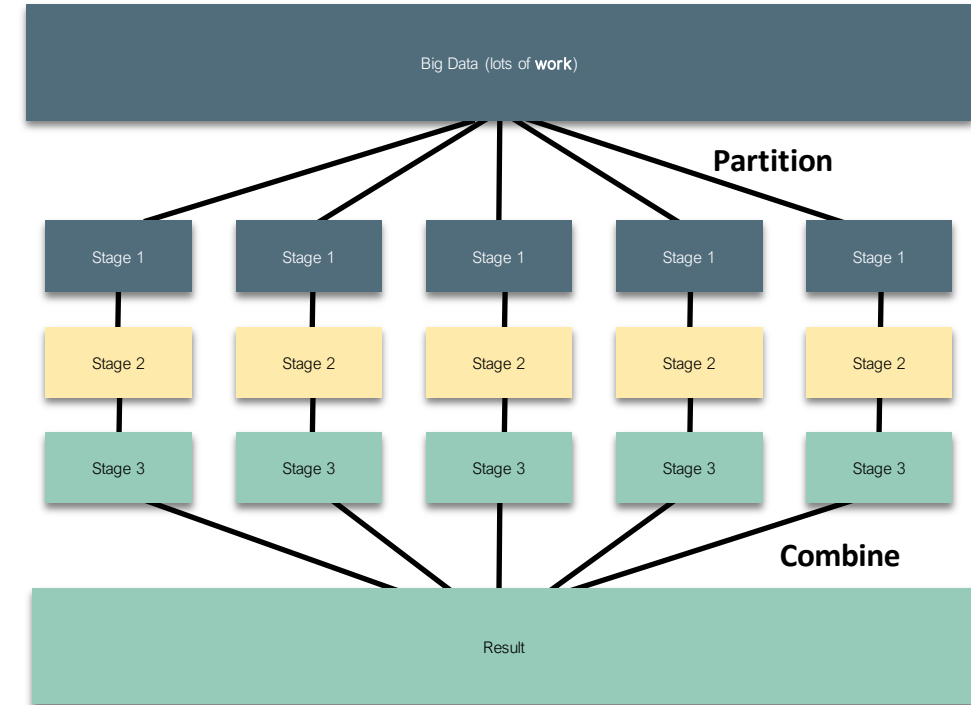 Big Data (lots of work)
Partition
Stage 1 Stage 1 Stage 1 Stage 1 Stage 1
Stage 2 Stage 2 Stage 2 Stage 2 Stage 2
Stage 3 Stage 3 Stage 3 Stage 3 Stage 3
Combine
Result